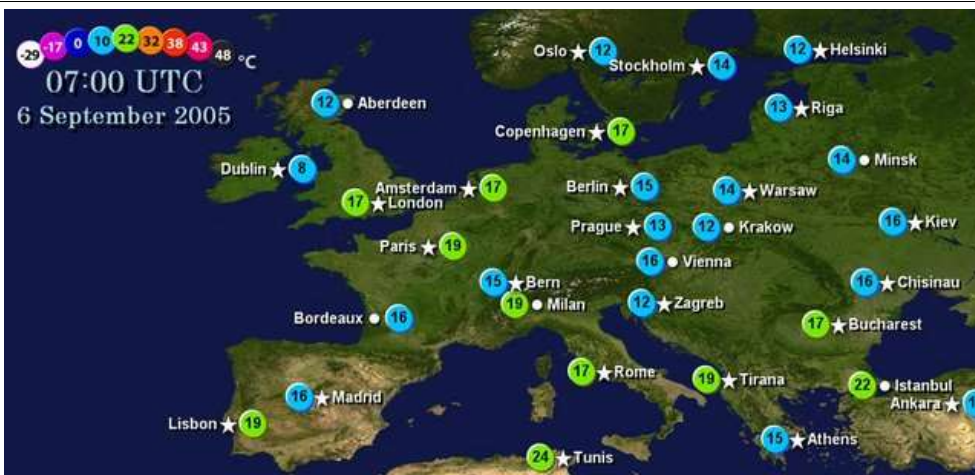 -29 -17 0 10 22 32 38 43 48 °C
07:00 UTC
6 September 2005
Oslo 12
12 Helsinki
Stockholm 14
12 Aberdeen
13 Riga
Copenhagen 17
14 Minsk
Dublin 8
Amsterdam 17
Berlin 15
14 Warsaw
17 London
16 Kiev
Prague 13
12 Krakow
Paris 19
16 Vienna
15 Bern
16 Chisinau
19 Milan
12 Zagreb
Bordeaux 16
17 Bucharest
17 Rome
19 Tirana
22 Istanbul
16 Madrid
Ankara
Lisbon 19
15 Athens
24 Tunis